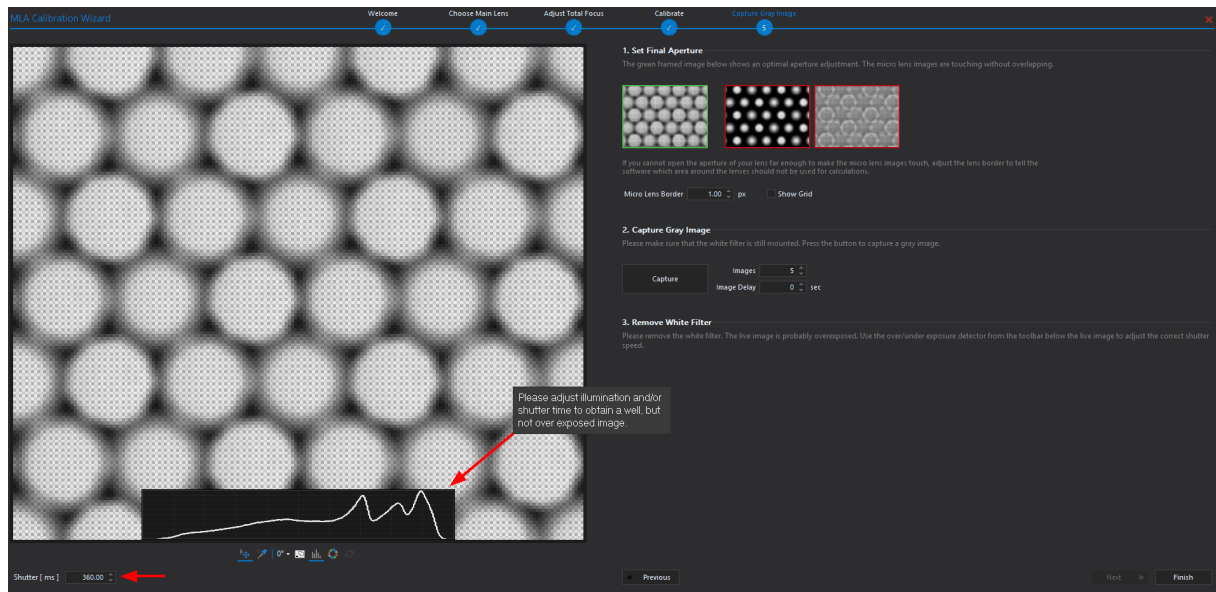 MLA Calibration Wizard
Welcome
Choose Main Lens
Adjust Total Focus
Calibrate
Capture Gray Image
5
1. Set Final Aperture
The green framed image below shows an optimal aperture adjustment. The micro lens images are touching without overlapping.
If you cannot open the aperture of your lens far enough to make the micro lens images touch, adjust the lens border to tell the
software which area around the lenses should not be used for calculations.
Micro Lens Border 1.00 px Show Grid
2. Capture Gray Image
Please make sure that the white filter is still mounted. Press the button to capture a gray image.
Capture
Images 5
Image Delay 0 sec
3. Remove White Filter
Please remove the white filter. The live image is probably overexposed. Use the over/under exposure detector from the toolbar below the live image to adjust the correct shutter
speed.
Please adjust illumination and/or
shutter time to obtain a well, but
not over exposed image.
0°
Shutter [ ms ] 360.00
Previous
Next
Finish